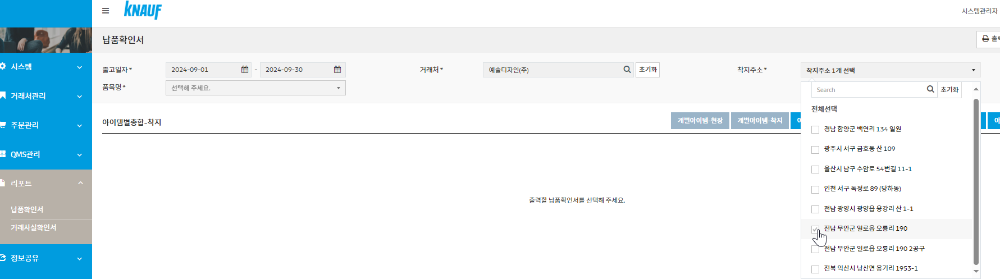 KNAUF
시스템관리자
납품확인서
시스템
거래처관리
주문관리
QMS관리
리포트
납품확인서
거래사실확인서
정보공유
출고일자*
2024-09-01 - 2024-09-30
거래처*
예술디자인(주)
초기화
착지주소*
착지주소 1개 선택
품목명*
선택해 주세요.
Search
초기화
전체선택
경남 함양군 백연리 134 일원
광주시 서구 금호동 산 109
울산시 남구 수암로 54번길 11-1
인천 서구 독정로 89 (당하동)
전남 광양시 광양읍 용강리 산 1-1
전남 무안군 일로읍 오룡리 190
전남 무안군 일로읍 오룡리 190 2공구
전북 익산시 낭산면 용기리 1953-1
아이템별총합-착지
개별아이템-현장
개별아이템-착지
출력할 납품확인서를 선택해 주세요.